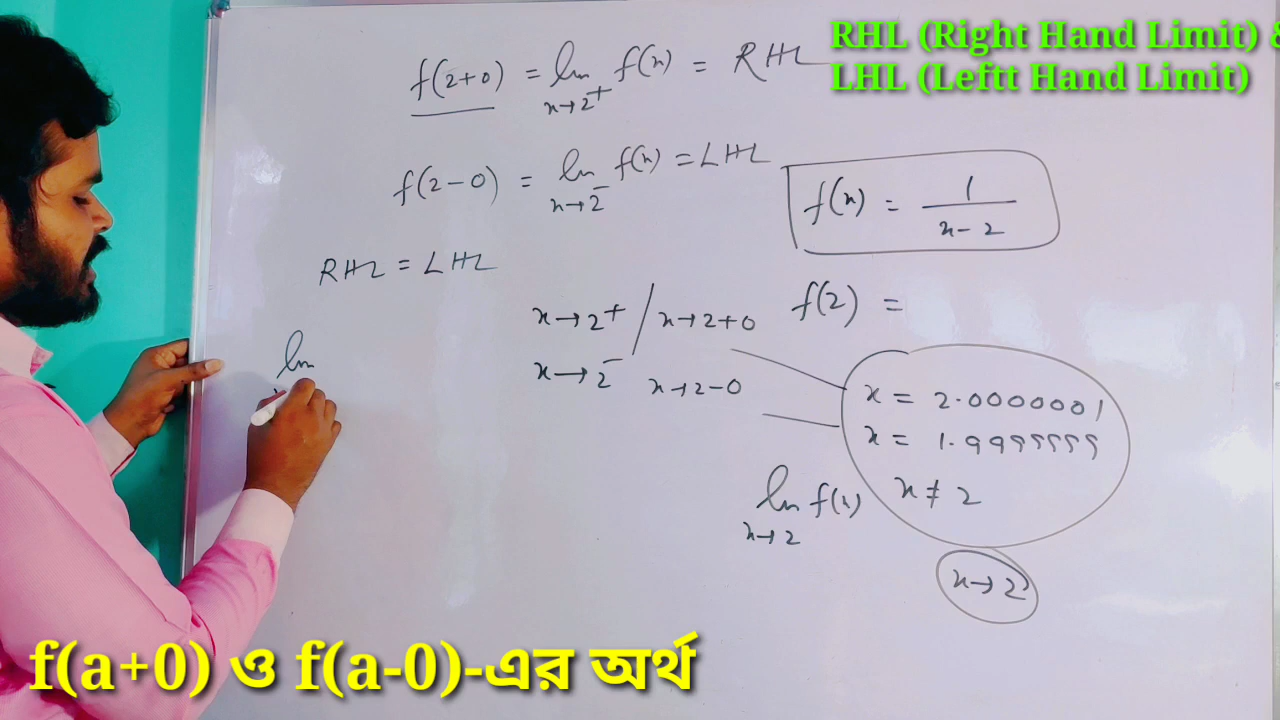 RHL (Right Hand Limit) &
LHL (Leftt Hand Limit)
f(2+0) = lim x→2⁺ f(x) = RHL
f(2-0) = lim x→2⁻ f(x) = LHL
f(x) = 1/(x-2)
RHL = LHL
x→2⁺ / x→2+0
x→2⁻ x→2-0
f(2) =
x = 2.0000001
x = 1.9999999
x ≠ 2
lim x→2 f(x)
x→2
lim
f(a+0) ও f(a-0)-এর অর্থ